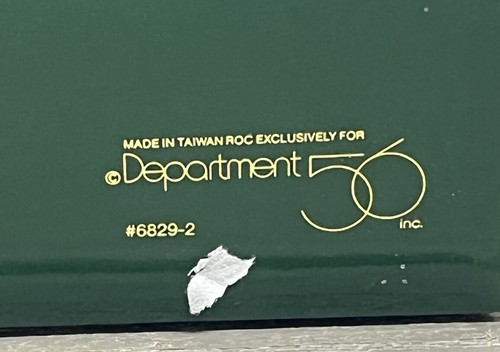 MADE IN TAIWAN ROC EXCLUSIVELY FOR
©Department 56
inc.
#6829-2